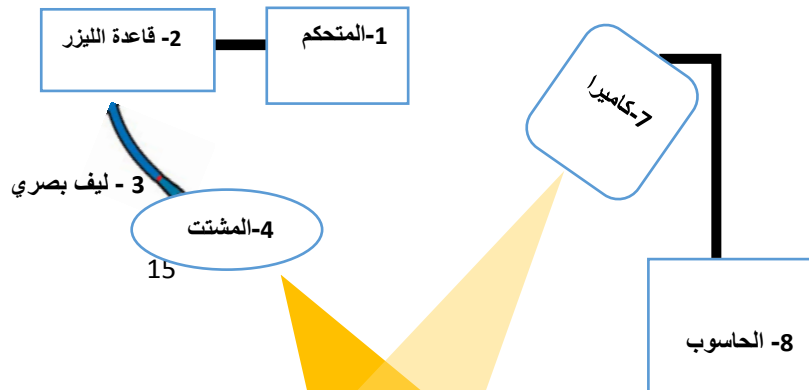 1-المتحكم
2- قاعدة الليزر
7-كاميرا
3 - ليف بصري
4-المشتت
15
8- الحاسوب